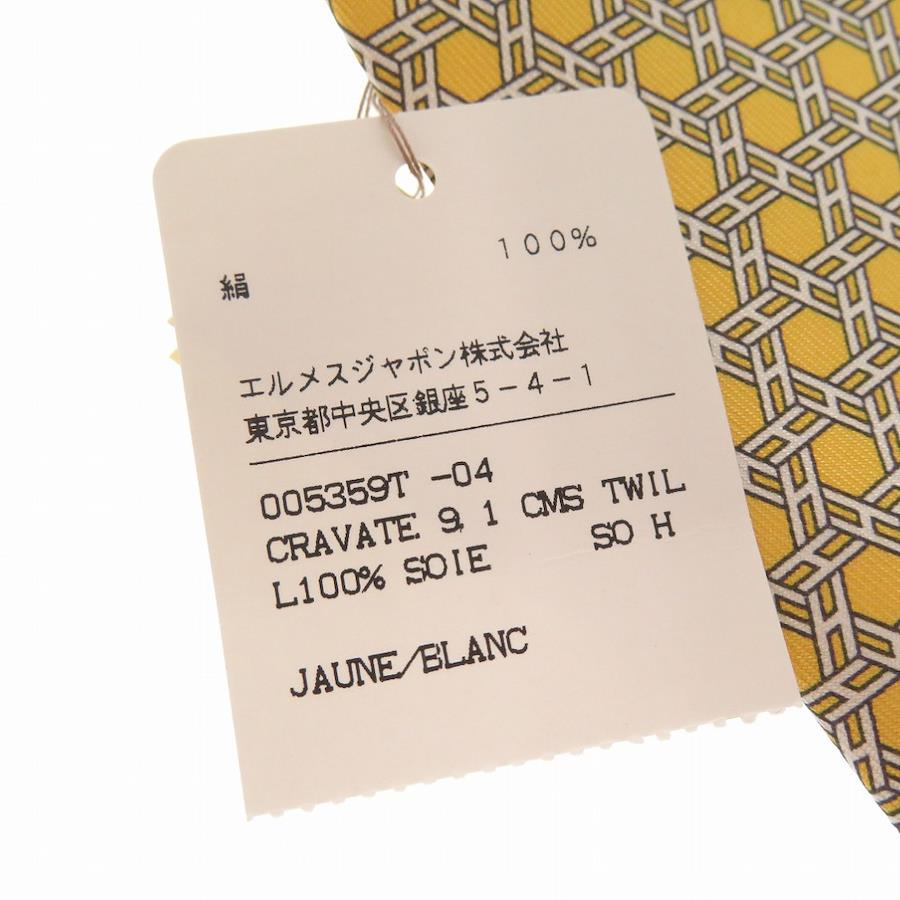 絹 100%
エルメスジャポン株式会社
東京都中央区銀座5-4-1
005359T -04
CRAVATE 9.1 CMS TWIL
L100% SOIE SO H
JAUNE/BLANC